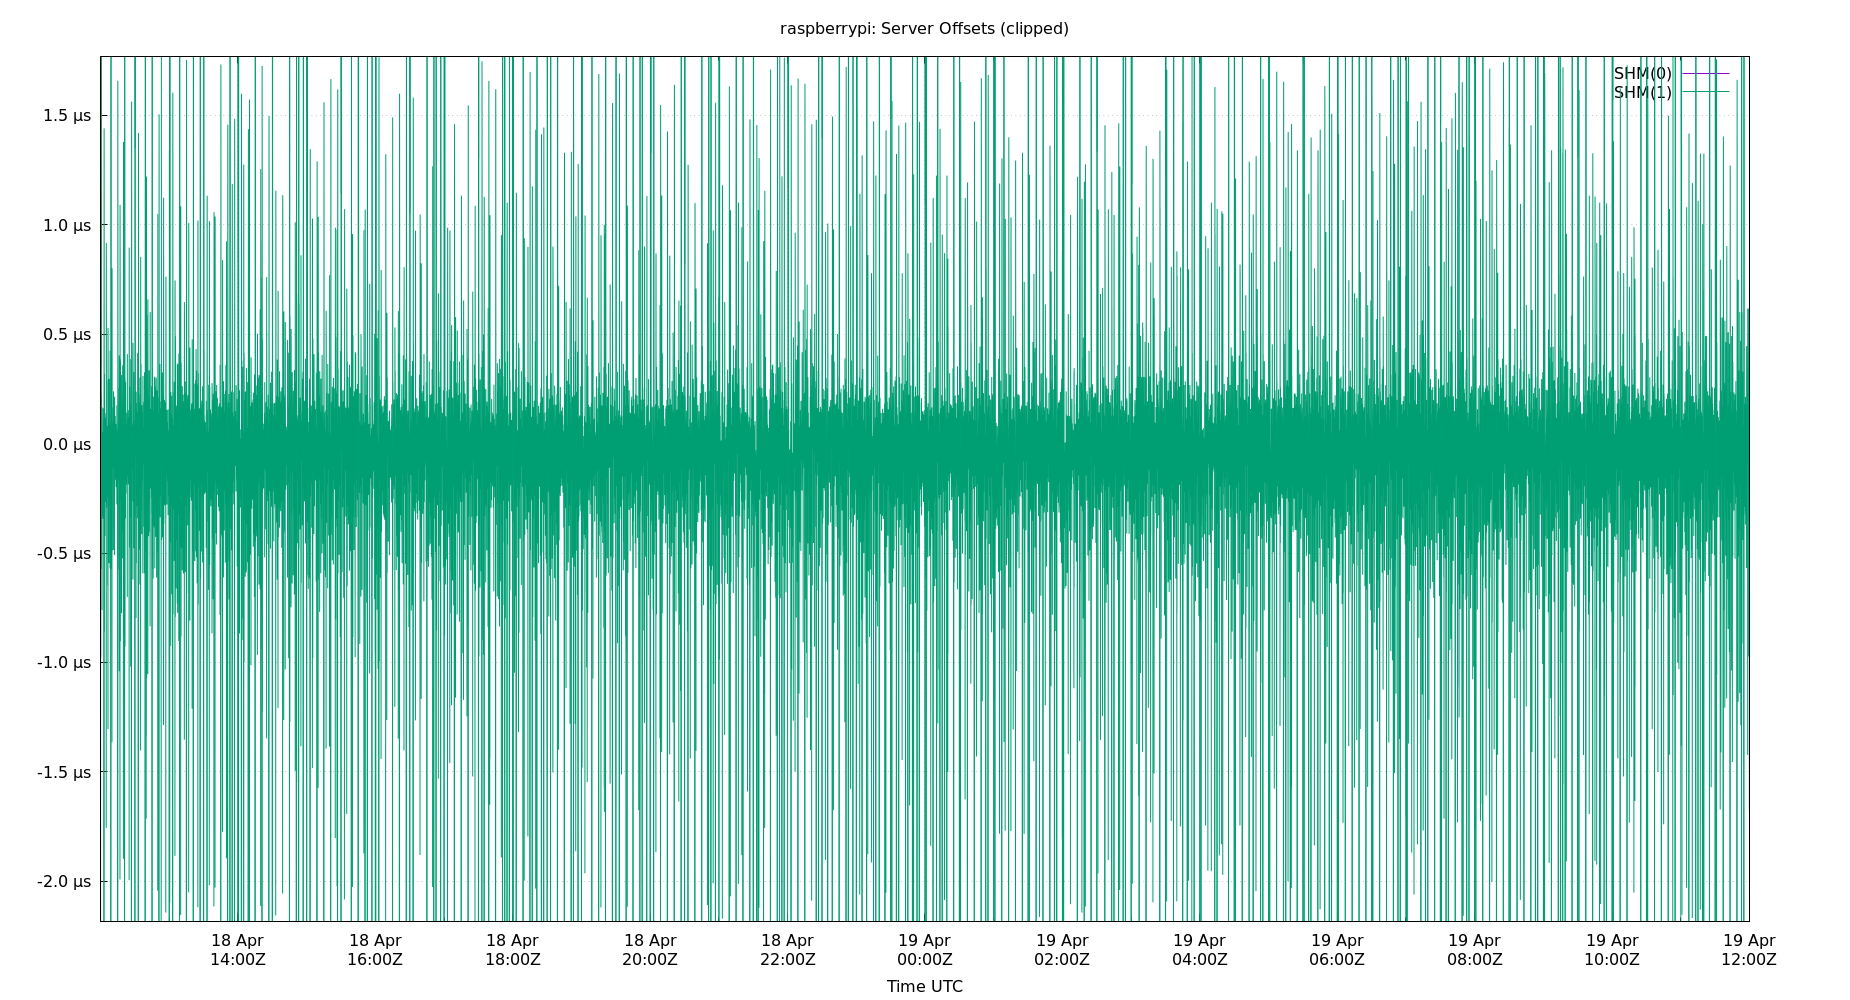 raspberrypi: Server Offsets (clipped)
SHM(0)
SHM(1)
1.5 µs
1.0 µs
0.5 µs
0.0 µs
-0.5 µs
-1.0 µs
-1.5 µs
-2.0 µs
18 Apr 18 Apr 18 Apr 18 Apr 18 Apr 19 Apr 19 Apr 19 Apr 19 Apr 19 Apr 19 Apr 19 Apr
14:00Z 16:00Z 18:00Z 20:00Z 22:00Z 00:00Z 02:00Z 04:00Z 06:00Z 08:00Z 10:00Z 12:00Z
Time UTC